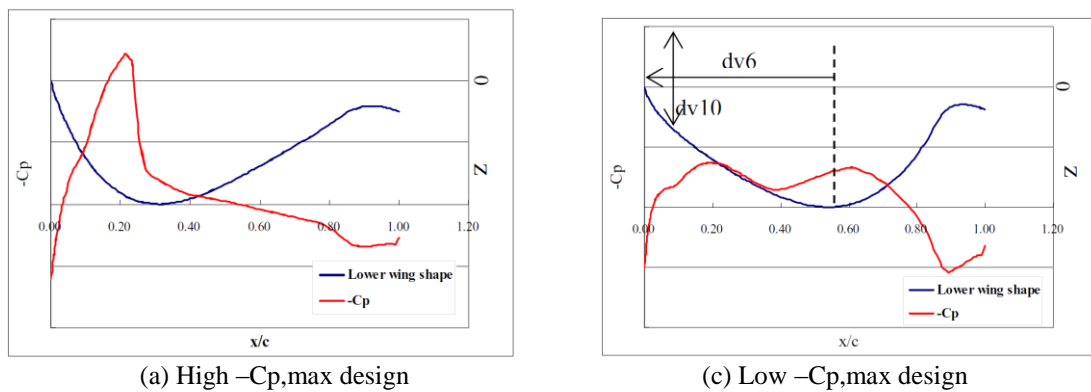 -Cp
0
Z
0.00 0.20 0.40 0.60 0.80 1.00 1.20
Lower wing shape
-Cp
x/c
(a) High –Cp,max design
dv6
dv10
-Cp
0
Z
0.00 0.20 0.40 0.60 0.80 1.00 1.20
Lower wing shape
-Cp
x/c
(c) Low –Cp,max design